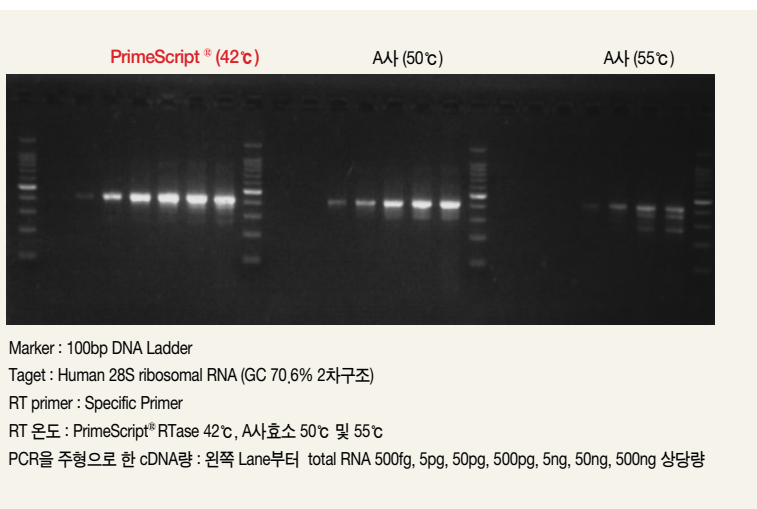 PrimeScript ® (42℃)
A사 (50℃)
A사 (55℃)
Marker : 100bp DNA Ladder
Taget : Human 28S ribosomal RNA (GC 70.6% 2차구조)
RT primer : Specific Primer
RT 온도 : PrimeScript® RTase 42℃, A사효소 50℃ 및 55℃
PCR을 주형으로 한 cDNA량 : 왼쪽 Lane부터 total RNA 500fg, 5pg, 50pg, 500pg, 5ng, 50ng, 500ng 상당량